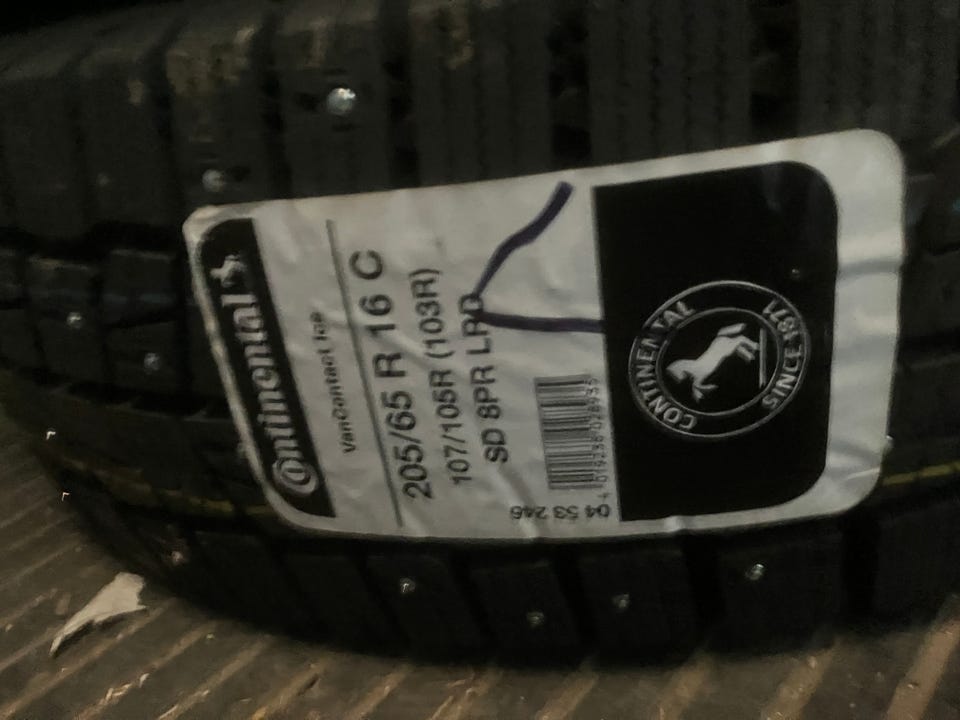 Continental
VanContact Ice
205/65 R 16 C
107/105R (103R)
SD 8PR LRD
04 53 246
CONTINENTAL
SINCE 1871